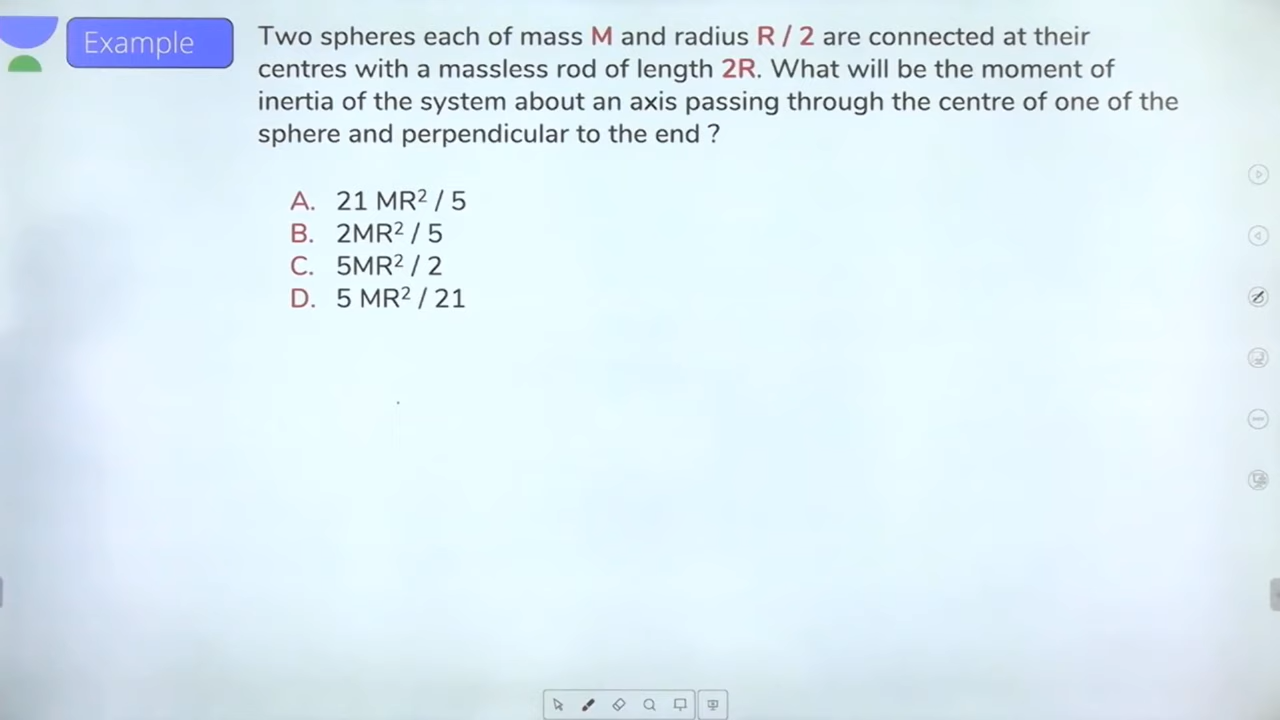 Example
Two spheres each of mass M and radius R / 2 are connected at their
centres with a massless rod of length 2R. What will be the moment of
inertia of the system about an axis passing through the centre of one of the
sphere and perpendicular to the end ?
A. 21 MR² / 5
B. 2MR² / 5
C. 5MR² / 2
D. 5 MR² / 21